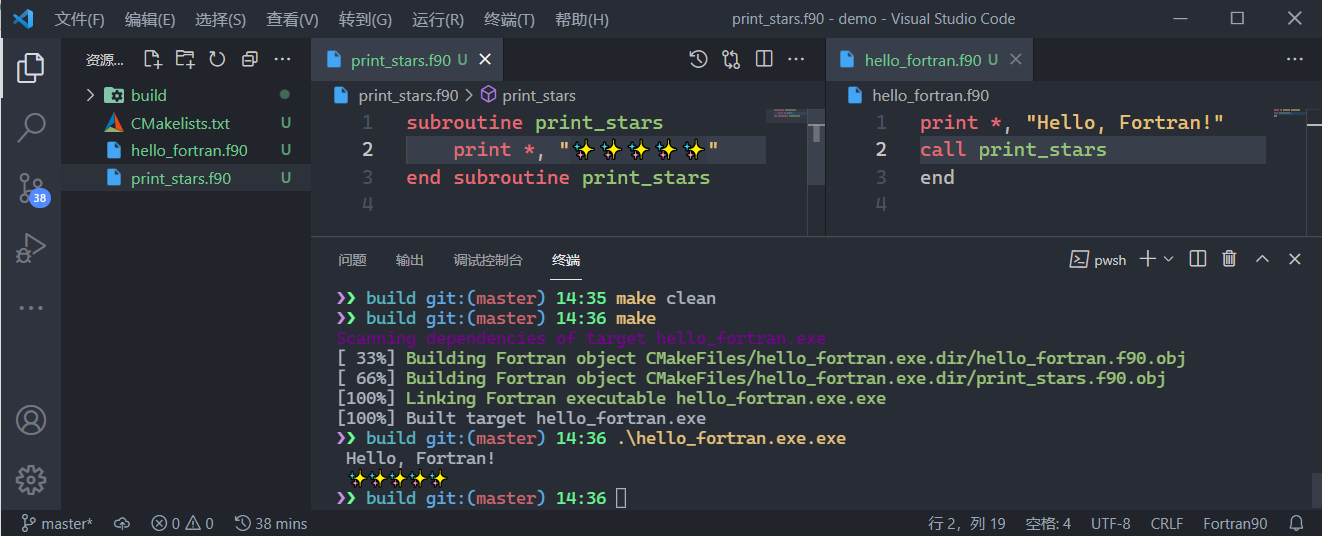 文件(F) 编辑(E) 选择(S) 查看(V) 转到(G) 运行(R) 终端(T) 帮助(H) print_stars.f90 - demo - Visual Studio Code
资源... ···
build
CMakelists.txt U
hello_fortran.f90 U
print_stars.f90 U
38
print_stars.f90 U
print_stars.f90 > print_stars
1 subroutine print_stars
2 print *, "✨✨✨✨✨"
3 end subroutine print_stars
4
hello_fortran.f90 U
hello_fortran.f90
1 print *, "Hello, Fortran!"
2 call print_stars
3 end
4
问题 输出 调试控制台 终端 pwsh
❯❯ build git:(master) 14:35 make clean
❯❯ build git:(master) 14:36 make
Scanning dependencies of target hello_fortran.exe
[ 33%] Building Fortran object CMakeFiles/hello_fortran.exe.dir/hello_fortran.f90.obj
[ 66%] Building Fortran object CMakeFiles/hello_fortran.exe.dir/print_stars.f90.obj
[100%] Linking Fortran executable hello_fortran.exe.exe
[100%] Built target hello_fortran.exe
❯❯ build git:(master) 14:36 .\hello_fortran.exe.exe
Hello, Fortran!
✨✨✨✨✨
❯❯ build git:(master) 14:36
master* 0 0 38 mins 行 2，列 19 空格: 4 UTF-8 CRLF Fortran90